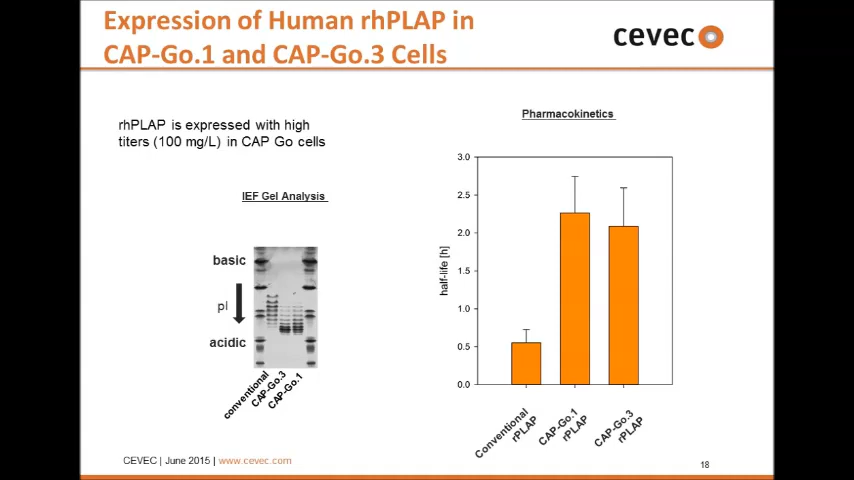 Expression of Human rhPLAP in
CAP-Go.1 and CAP-Go.3 Cells
cevec
rhPLAP is expressed with high
titers (100 mg/L) in CAP Go cells
IEF Gel Analysis
basic
pI
acidic
conventional
CAP-Go.3
CAP-Go.1
Pharmacokinetics
3.0
2.5
2.0
1.5
1.0
0.5
0.0
half-life [h]
Conventional
rPLAP
CAP-Go.1
rPLAP
CAP-Go.3
rPLAP
CEVEC | June 2015 | www.cevec.com
18